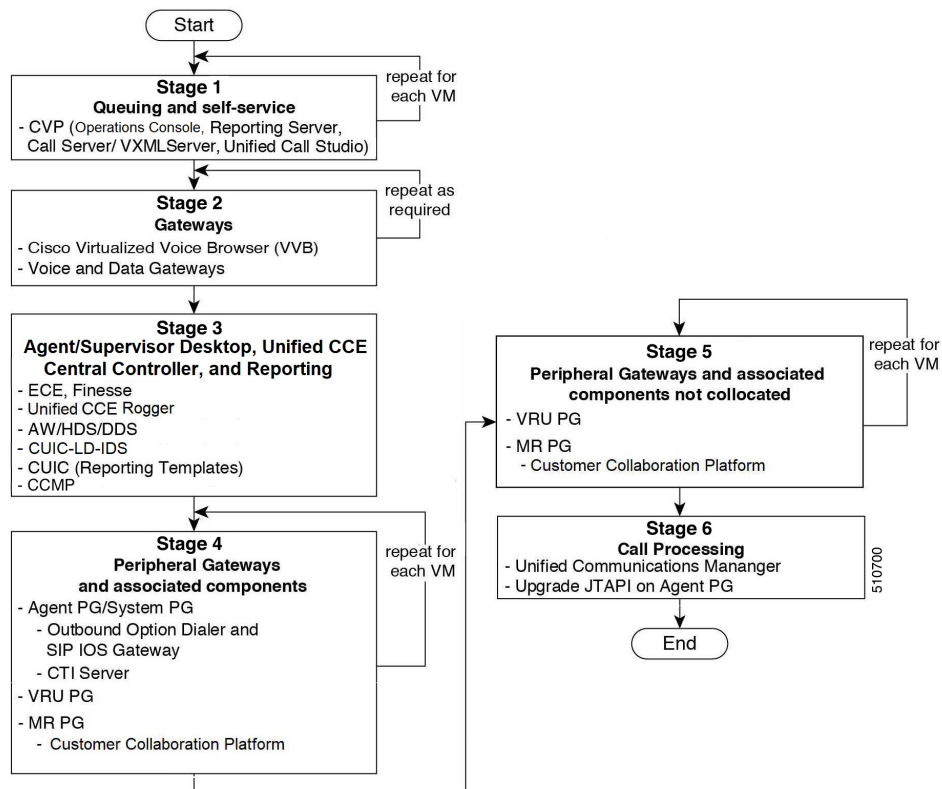 Start
repeat for
each VM
Stage 1
Queuing and self-service
- CVP (Operations Console, Reporting Server,
Call Server/ VXMLServer, Unified Call Studio)
repeat as
required
Stage 2
Gateways
- Cisco Virtualized Voice Browser (VVB)
- Voice and Data Gateways
Stage 3
Agent/Supervisor Desktop, Unified CCE
Central Controller, and Reporting
- ECE, Finesse
- Unified CCE Rogger
- AW/HDS/DDS
- CUIC-LD-IDS
- CUIC (Reporting Templates)
- CCMP
repeat for
each VM
Stage 4
Peripheral Gateways
and associated components
- Agent PG/System PG
- Outbound Option Dialer and
SIP IOS Gateway
- CTI Server
- VRU PG
- MR PG
- Customer Collaboration Platform
repeat for
each VM
Stage 5
Peripheral Gateways and associated
components not collocated
- VRU PG
- MR PG
- Customer Collaboration Platform
Stage 6
Call Processing
- Unified Communications Mananger
- Upgrade JTAPI on Agent PG
510700
End